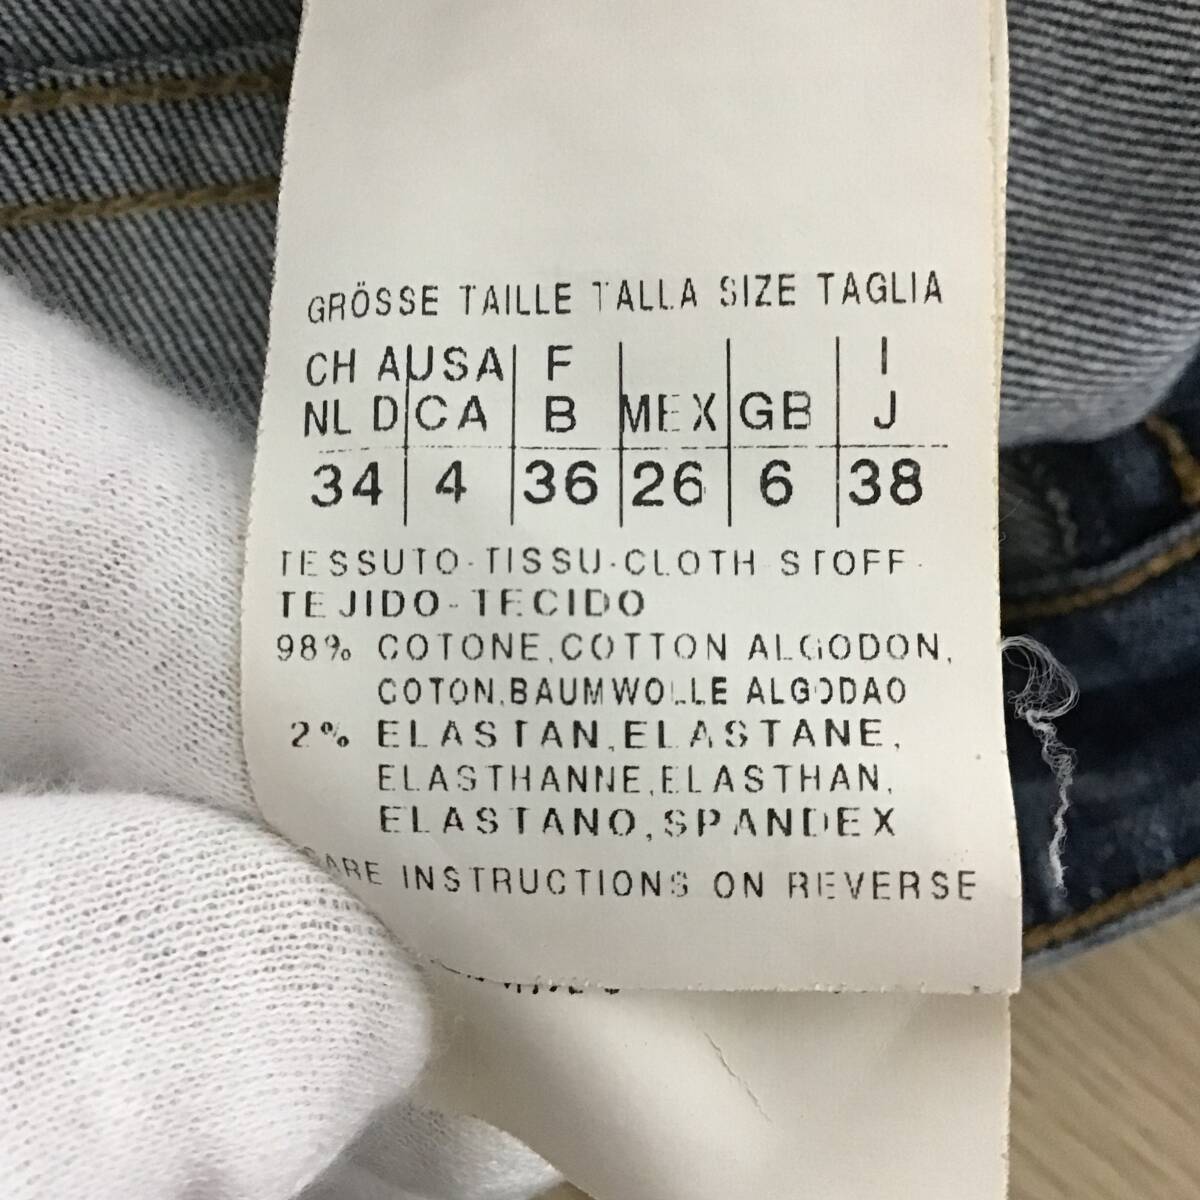 GRÖSSE TAILLE TALLA SIZE TAGLIA
CH A USA F I
NL D CA B MEX GB J
34 4 36 26 6 38
TESSUTO-TISSU-CLOTH STOFF-
TEJIDO-TECIDO
98% COTONE,COTTON ALGODON,
COTON,BAUMWOLLE ALGODAO
2% ELASTAN,ELASTANE,
ELASTHANNE,ELASTHAN,
ELASTANO,SPANDEX
CARE INSTRUCTIONS ON REVERSE